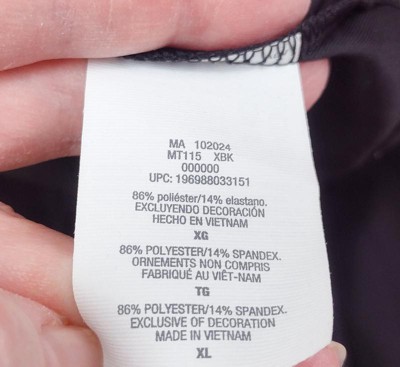 MA 102024
MT115 XBK
000000
UPC: 196988033151
86% poliéster/14% elastano.
EXCLUYENDO DECORACIÓN
HECHO EN VIETNAM
XG
86% POLYESTER/14% SPANDEX.
ORNEMENTS NON COMPRIS
FABRIQUÉ AU VIÊT-NAM
TG
86% POLYESTER/14% SPANDEX.
EXCLUSIVE OF DECORATION
MADE IN VIETNAM
XL